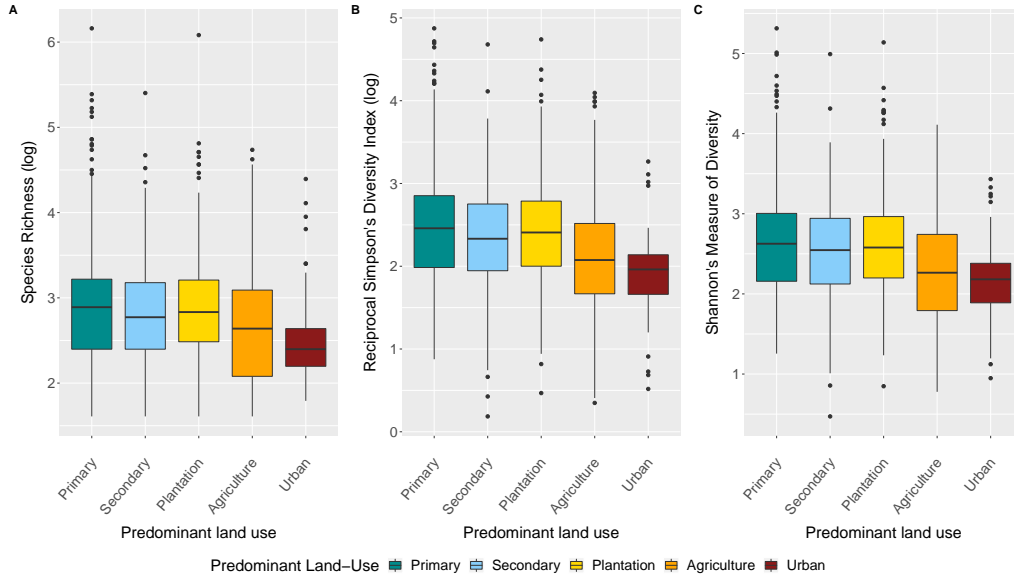 A
Species Richness (log)
6
5
4
3
2
Primary
Secondary
Plantation
Agriculture
Urban
Predominant land use
B
Reciprocal Simpson's Diversity Index (log)
5
4
3
2
1
0
Primary
Secondary
Plantation
Agriculture
Urban
Predominant land use
C
Shannon's Measure of Diversity
5
4
3
2
1
Primary
Secondary
Plantation
Agriculture
Urban
Predominant land use
Predominant Land−Use Primary Secondary Plantation Agriculture Urban